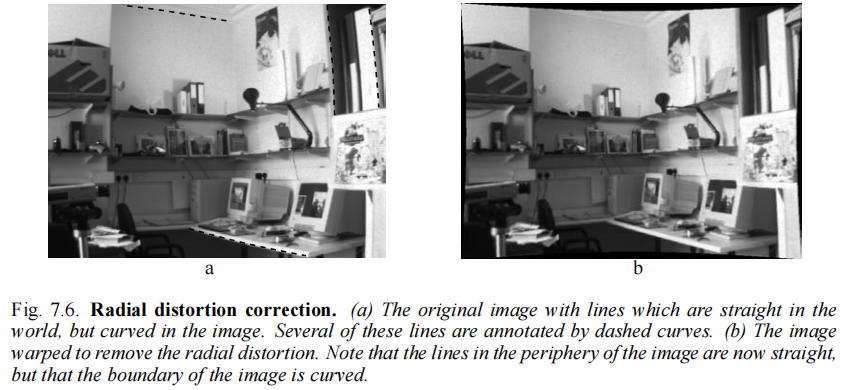 DELL
a
b
Fig. 7.6. Radial distortion correction. (a) The original image with lines which are straight in the
world, but curved in the image. Several of these lines are annotated by dashed curves. (b) The image
warped to remove the radial distortion. Note that the lines in the periphery of the image are now straight,
but that the boundary of the image is curved.